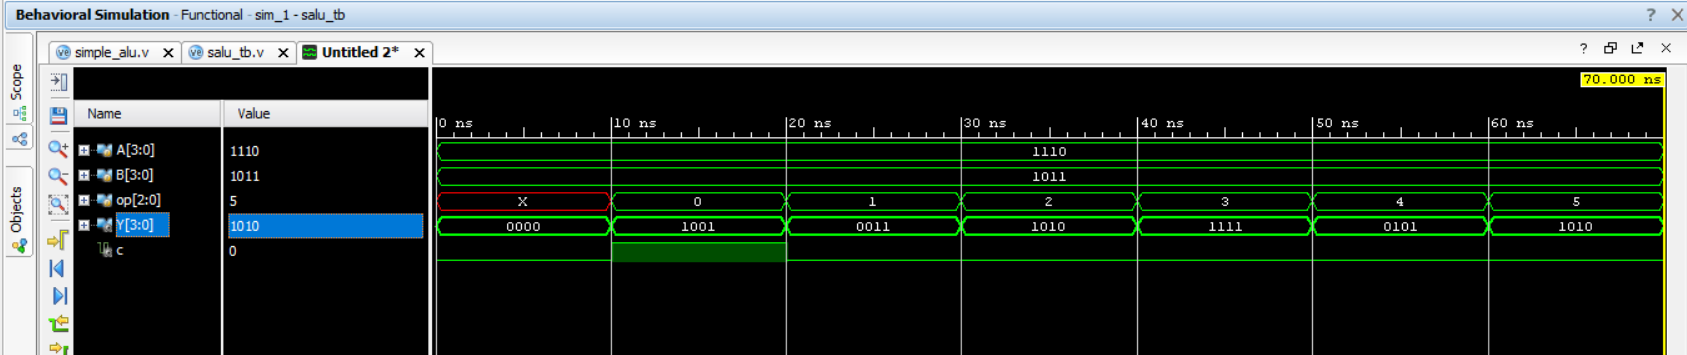 Behavioral Simulation - Functional - sim_1 - salu_tb
? X
Scope
Objects
simple_alu.v salu_tb.v Untitled 2*
?
70.000 ns
Name Value
0 ns 10 ns 20 ns 30 ns 40 ns 50 ns 60 ns
A[3:0] 1110 1110
B[3:0] 1011 1011
op[2:0] 5 X 0 1 2 3 4 5
Y[3:0] 1010 0000 1001 0011 1010 1111 0101 1010
c 0